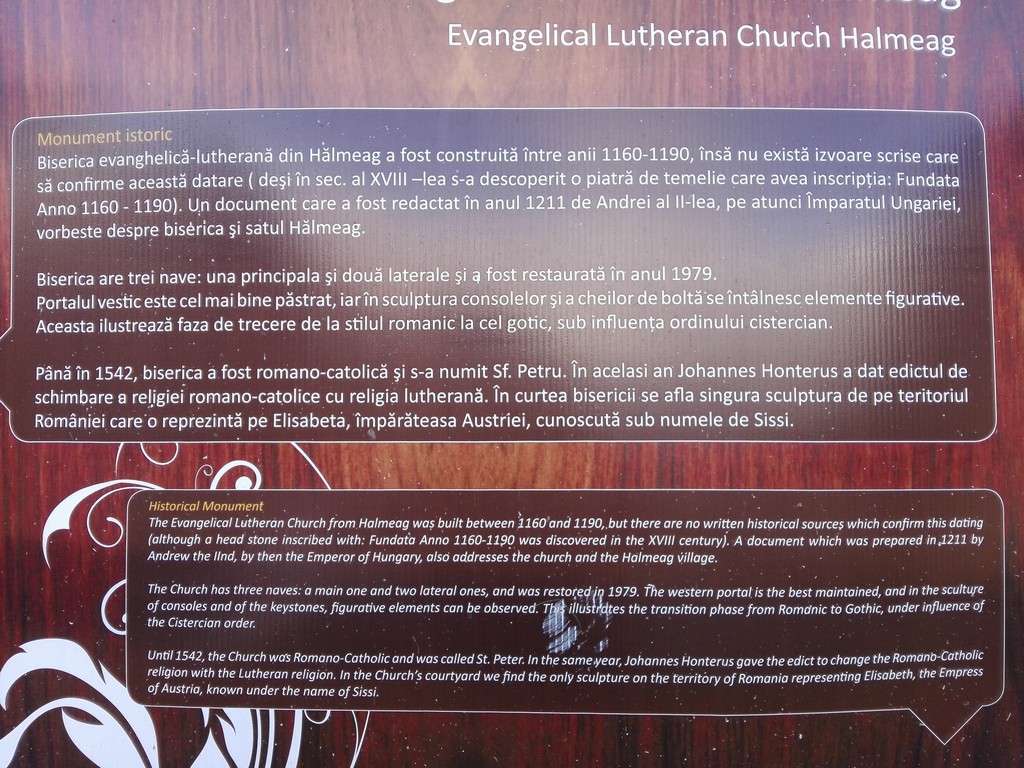 Evangelical Lutheran Church Halmeag
Monument istoric
Biserica evanghelică-lutherană din Hălmeag a fost construită între anii 1160-1190, însă nu există izvoare scrise care
să confirme această datare ( deşi în sec. al XVIII –lea s-a descoperit o piatră de temelie care avea inscripţia: Fundata
Anno 1160 - 1190). Un document care a fost redactat în anul 1211 de Andrei al II-lea, pe atunci Împaratul Ungariei,
vorbeste despre biserica şi satul Hălmeag.
Biserica are trei nave: una principala şi două laterale şi a fost restaurată în anul 1979.
Portalul vestic este cel mai bine păstrat, iar în sculptura consolelor şi a cheilor de boltă se întâlnesc elemente figurative.
Aceasta ilustrează faza de trecere de la stilul romanic la cel gotic, sub influenţa ordinului cistercian.
Până în 1542, biserica a fost romano-catolică şi s-a numit Sf. Petru. În acelasi an Johannes Honterus a dat edictul de
schimbare a religiei romano-catolice cu religia lutherană. În curtea bisericii se afla singura sculptura de pe teritoriul
României care o reprezintă pe Elisabeta, împărăteasa Austriei, cunoscută sub numele de Sissi.
Historical Monument
The Evangelical Lutheran Church from Halmeag was built between 1160 and 1190, but there are no written historical sources which confirm this dating
(although a head stone inscribed with: Fundata Anno 1160-1190 was discovered in the XVIII century). A document which was prepared in 1211 by
Andrew the IInd, by then the Emperor of Hungary, also addresses the church and the Halmeag village.
The Church has three naves: a main one and two lateral ones, and was restored in 1979. The western portal is the best maintained, and in the sculture
of consoles and of the keystones, figurative elements can be observed. This illustrates the transition phase from Romanic to Gothic, under influence of
the Cistercian order.
Until 1542, the Church was Romano-Catholic and was called St. Peter. In the same year, Johannes Honterus gave the edict to change the Romano-Catholic
religion with the Lutheran religion. In the Church's courtyard we find the only sculpture on the territory of Romania representing Elisabeth, the Empress
of Austria, known under the name of Sissi.